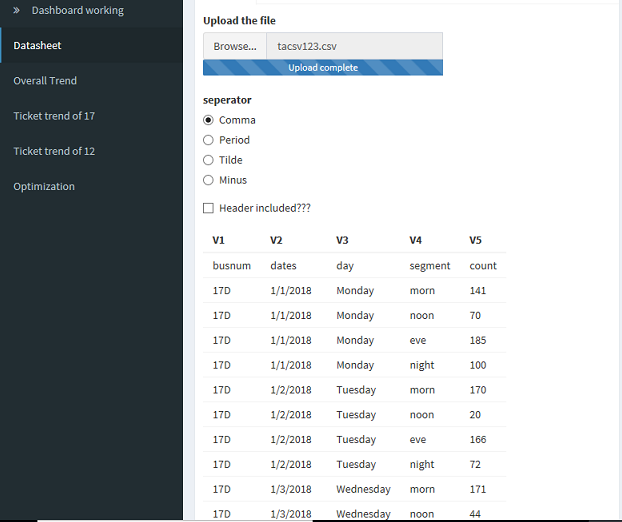 » Dashboard working
Datasheet
Overall Trend
Ticket trend of 17
Ticket trend of 12
Optimization
Upload the file
Browse... tacsv123.csv
Upload complete
seperator
Comma
Period
Tilde
Minus
Header included???
V1 V2 V3 V4 V5
busnum dates day segment count
17D 1/1/2018 Monday morn 141
17D 1/1/2018 Monday noon 70
17D 1/1/2018 Monday eve 185
17D 1/1/2018 Monday night 100
17D 1/2/2018 Tuesday morn 170
17D 1/2/2018 Tuesday noon 20
17D 1/2/2018 Tuesday eve 166
17D 1/2/2018 Tuesday night 72
17D 1/3/2018 Wednesday morn 171
17D 1/3/2018 Wednesday noon 44